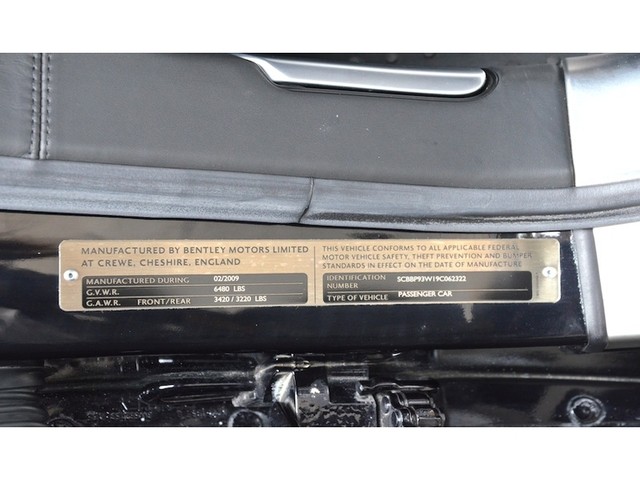 MANUFACTURED BY BENTLEY MOTORS LIMITED
AT CREWE, CHESHIRE, ENGLAND
MANUFACTURED DURING 02/2009
G.V.W.R. 6480 LBS
G.A.W.R. FRONT/REAR 3420 / 3220 LBS
THIS VEHICLE CONFORMS TO ALL APPLICABLE FEDERAL
MOTOR VEHICLE SAFETY, THEFT PREVENTION AND BUMPER
STANDARDS IN EFFECT ON THE DATE OF MANUFACTURE
IDENTIFICATION NUMBER SCBBP93W19C062322
TYPE OF VEHICLE PASSENGER CAR